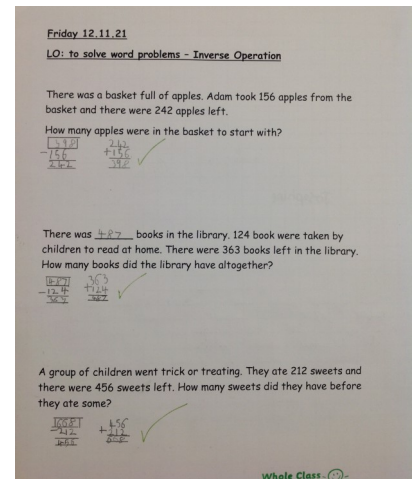 Friday 12.11.21
LO: to solve word problems - Inverse Operation
There was a basket full of apples. Adam took 156 apples from the
basket and there were 242 apples left.
How many apples were in the basket to start with?
398 242
-156 +156
242 398
There was 487 books in the library. 124 book were taken by
children to read at home. There were 363 books left in the library.
How many books did the library have altogether?
487 363
-124 +124
363 487
A group of children went trick or treating. They ate 212 sweets and
there were 456 sweets left. How many sweets did they have before
they ate some?
668 456
-212 +212
456 668
Whole Class -